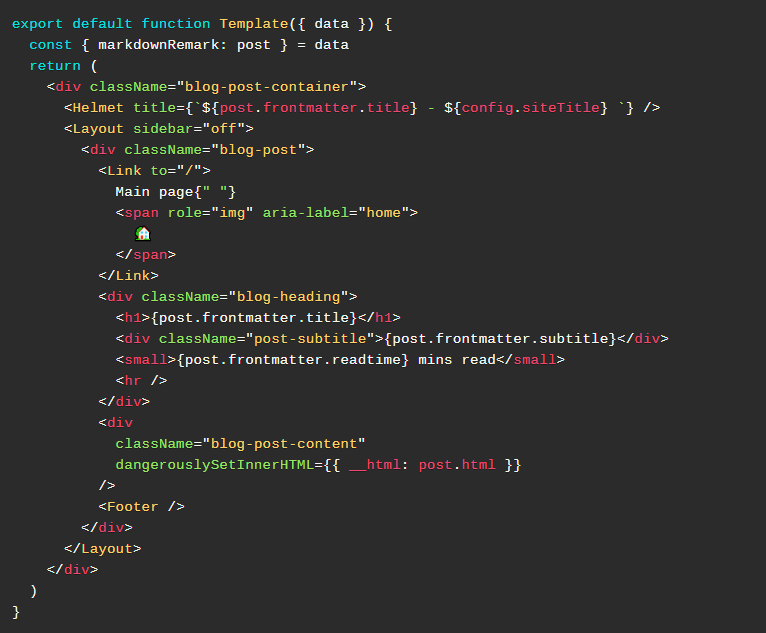 export default function Template({ data }) {
  const { markdownRemark: post } = data
  return (
    <div className="blog-post-container">
      <Helmet title={`${post.frontmatter.title} - ${config.siteTitle} `} />
      <Layout sidebar="off">
        <div className="blog-post">
          <Link to="/">
            Main page{" "}
            <span role="img" aria-label="home">
              🏠
            </span>
          </Link>
          <div className="blog-heading">
            <h1>{post.frontmatter.title}</h1>
            <div className="post-subtitle">{post.frontmatter.subtitle}</div>
            <small>{post.frontmatter.readtime} mins read</small>
            <hr />
          </div>
          <div
            className="blog-post-content"
            dangerouslySetInnerHTML={{ __html: post.html }}
          />
          <Footer />
        </div>
      </Layout>
    </div>
  )
}